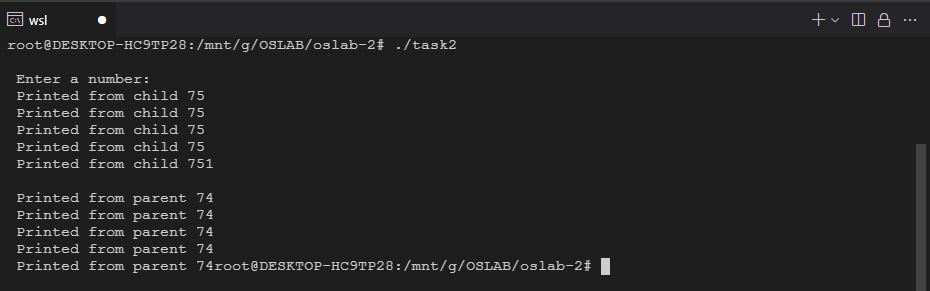 wsl
root@DESKTOP-HC9TP28:/mnt/g/OSLAB/oslab-2# ./task2
Enter a number:
Printed from child 75
Printed from child 75
Printed from child 75
Printed from child 75
Printed from child 751
Printed from parent 74
Printed from parent 74
Printed from parent 74
Printed from parent 74
Printed from parent 74root@DESKTOP-HC9TP28:/mnt/g/OSLAB/oslab-2#